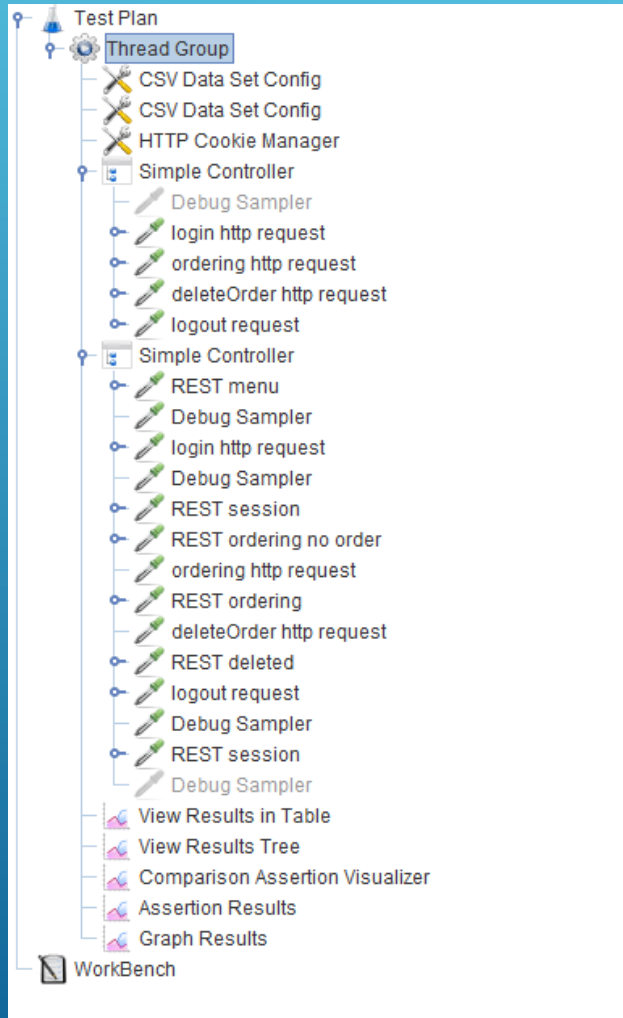 Test Plan
Thread Group
CSV Data Set Config
CSV Data Set Config
HTTP Cookie Manager
Simple Controller
Debug Sampler
login http request
ordering http request
deleteOrder http request
logout request
Simple Controller
REST menu
Debug Sampler
login http request
Debug Sampler
REST session
REST ordering no order
ordering http request
REST ordering
deleteOrder http request
REST deleted
logout request
Debug Sampler
REST session
Debug Sampler
View Results in Table
View Results Tree
Comparison Assertion Visualizer
Assertion Results
Graph Results
WorkBench